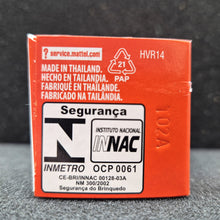 service.mattel.com
HVR14
21
PAP
MADE IN THAILAND.
HECHO EN TAILANDIA.
FABRIQUÉ EN THAÏLANDE.
FABRICADO NA TAILÂNDIA.
Segurança
INSTITUTO NACIONAL
INNAC
INMETRO
OCP 0061
CE-BRI/INNAC 00128-03A
NM 300/2002
Segurança do Brinquedo
102A